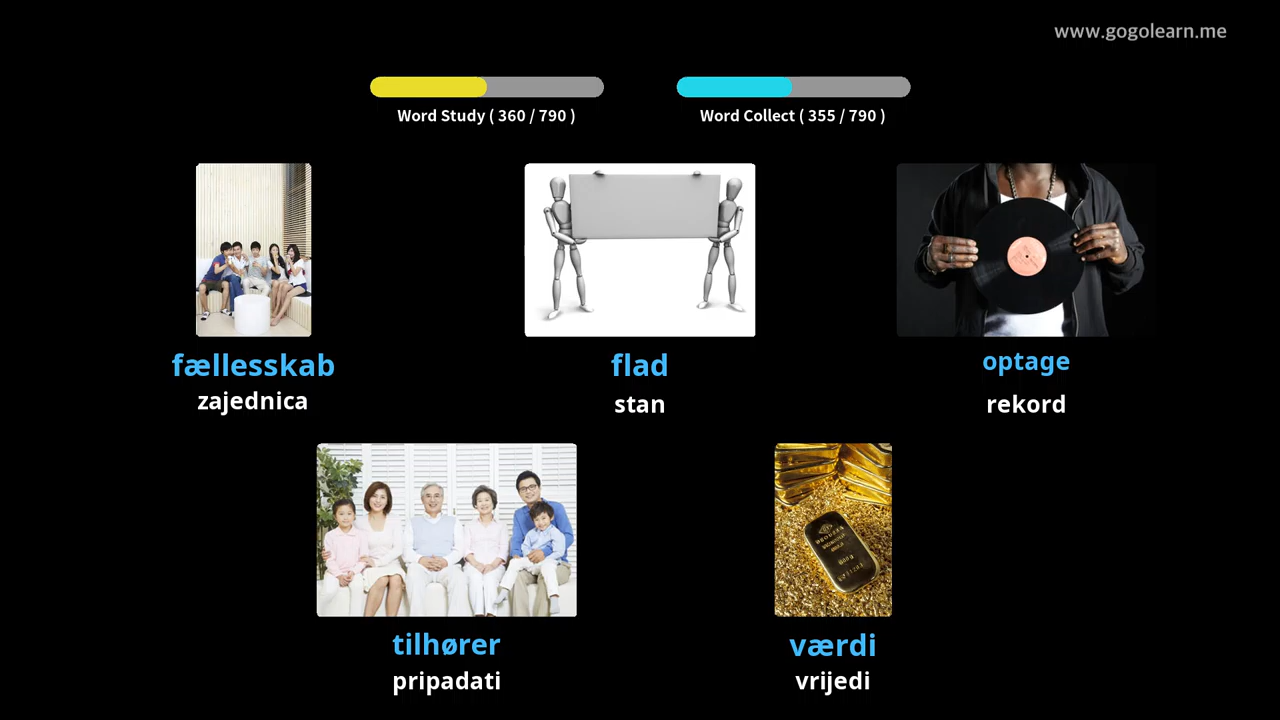 www.gogolearn.me
Word Study ( 360 / 790 )
Word Collect ( 355 / 790 )
fællesskab
zajednica
flad
stan
optage
rekord
tilhører
pripadati
værdi
vrijedi